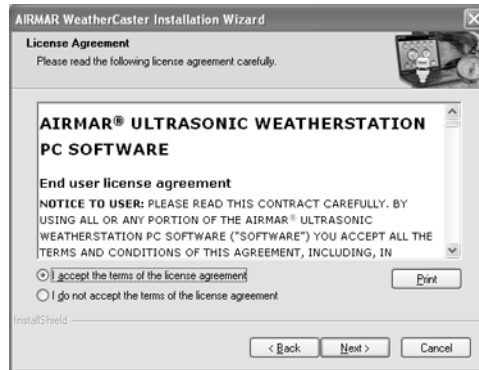 AIRMAR WeatherCaster Installation Wizard
License Agreement
Please read the following license agreement carefully.
AIRMAR® ULTRASONIC WEATHERSTATION
PC SOFTWARE
End user license agreement
NOTICE TO USER: PLEASE READ THIS CONTRACT CAREFULLY. BY
USING ALL OR ANY PORTION OF THE AIRMAR® ULTRASONIC
WEATHERSTATION PC SOFTWARE ("SOFTWARE") YOU ACCEPT ALL THE
TERMS AND CONDITIONS OF THIS AGREEMENT, INCLUDING, IN
I accept the terms of the license agreement
Print
I do not accept the terms of the license agreement
InstallShield
< Back
Next >
Cancel